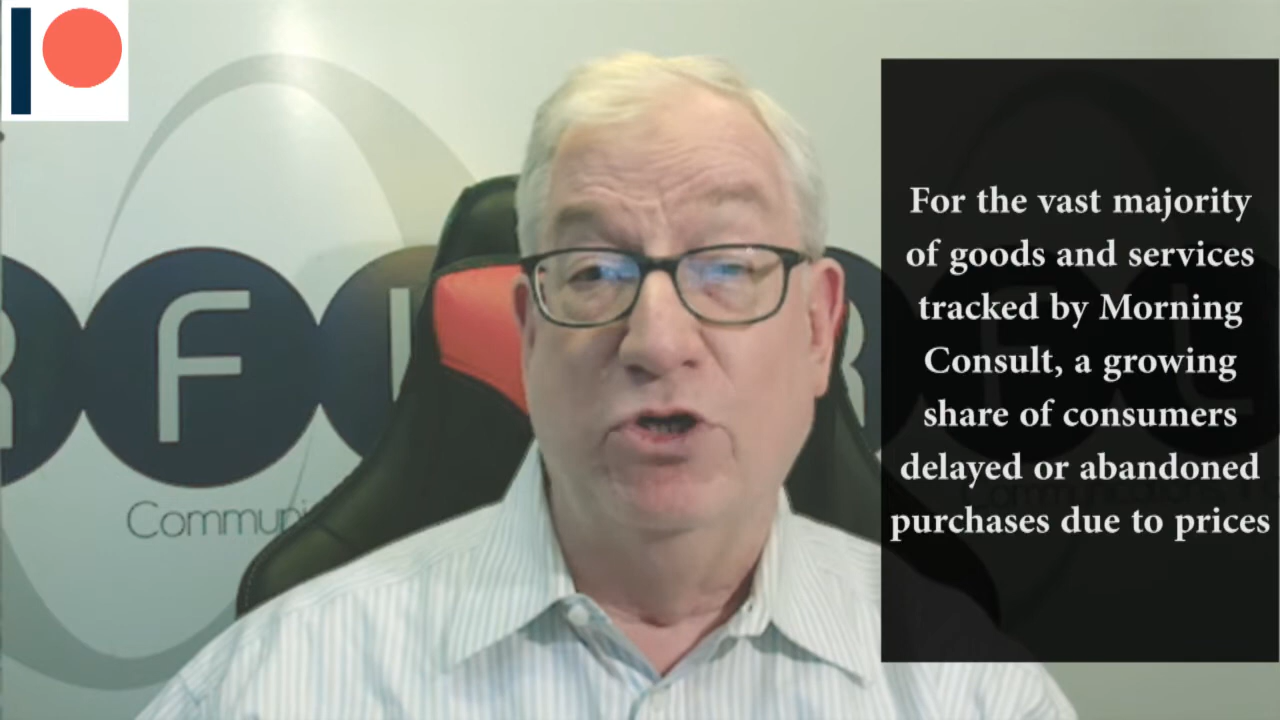 F
Communi
For the vast majority
of goods and services
tracked by Morning
Consult, a growing
share of consumers
delayed or abandoned
purchases due to prices